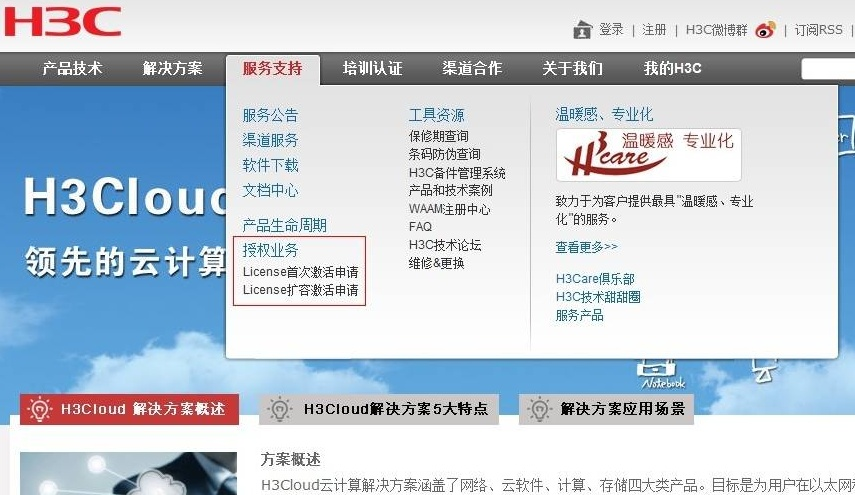 H3C
登录 | 注册 | H3C微博群 | 订阅RSS |
产品技术 解决方案 服务支持 培训认证 渠道合作 关于我们 我的H3C
服务公告
渠道服务
软件下载
文档中心
产品生命周期
授权业务
License首次激活申请
License扩容激活申请
工具资源
保修期查询
条码防伪查询
H3C备件管理系统
产品和技术案例
WAAM注册中心
FAQ
H3C技术论坛
维修&更换
温暖感、专业化
H3care 温暖感 专业化
致力于为客户提供最具"温暖感、专业
化"的服务。
查看更多>>
H3Care俱乐部
H3C技术甜甜圈
服务产品
H3Clou
领先的云计算
Notebook
H3Cloud 解决方案概述
H3Cloud解决方案5大特点
解决方案应用场景
方案概述
H3Cloud云计算解决方案涵盖了网络、云软件、计算、存储四大类产品。目标是为用户在以太网